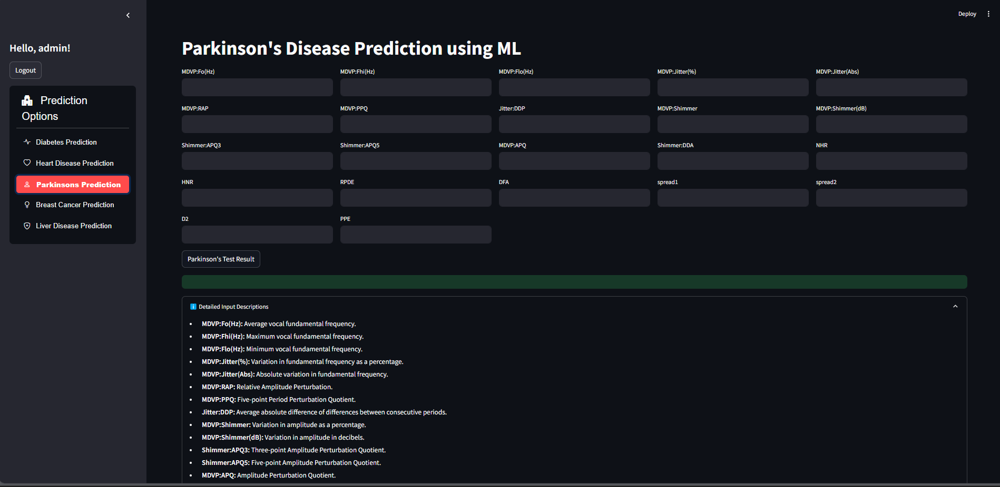 Deploy
Hello, admin!
Logout
Prediction
Options
Diabetes Prediction
Heart Disease Prediction
Parkinsons Prediction
Breast Cancer Prediction
Liver Disease Prediction
Parkinson's Disease Prediction using ML
MDVP:Fo(Hz) MDVP:Fhi(Hz) MDVP:Flo(Hz) MDVP:Jitter(%) MDVP:Jitter(Abs)
MDVP:RAP MDVP:PPQ Jitter:DDP MDVP:Shimmer MDVP:Shimmer(dB)
Shimmer:APQ3 Shimmer:APQ5 MDVP:APQ Shimmer:DDA NHR
HNR RPDE DFA spread1 spread2
D2 PPE
Parkinson's Test Result
Detailed Input Descriptions
MDVP:Fo(Hz): Average vocal fundamental frequency.
MDVP:Fhi(Hz): Maximum vocal fundamental frequency.
MDVP:Flo(Hz): Minimum vocal fundamental frequency.
MDVP:Jitter(%): Variation in fundamental frequency as a percentage.
MDVP:Jitter(Abs): Absolute variation in fundamental frequency.
MDVP:RAP: Relative Amplitude Perturbation.
MDVP:PPQ: Five-point Period Perturbation Quotient.
Jitter:DDP: Average absolute difference of differences between consecutive periods.
MDVP:Shimmer: Variation in amplitude as a percentage.
MDVP:Shimmer(dB): Variation in amplitude in decibels.
Shimmer:APQ3: Three-point Amplitude Perturbation Quotient.
Shimmer:APQ5: Five-point Amplitude Perturbation Quotient.
MDVP:APQ: Amplitude Perturbation Quotient.